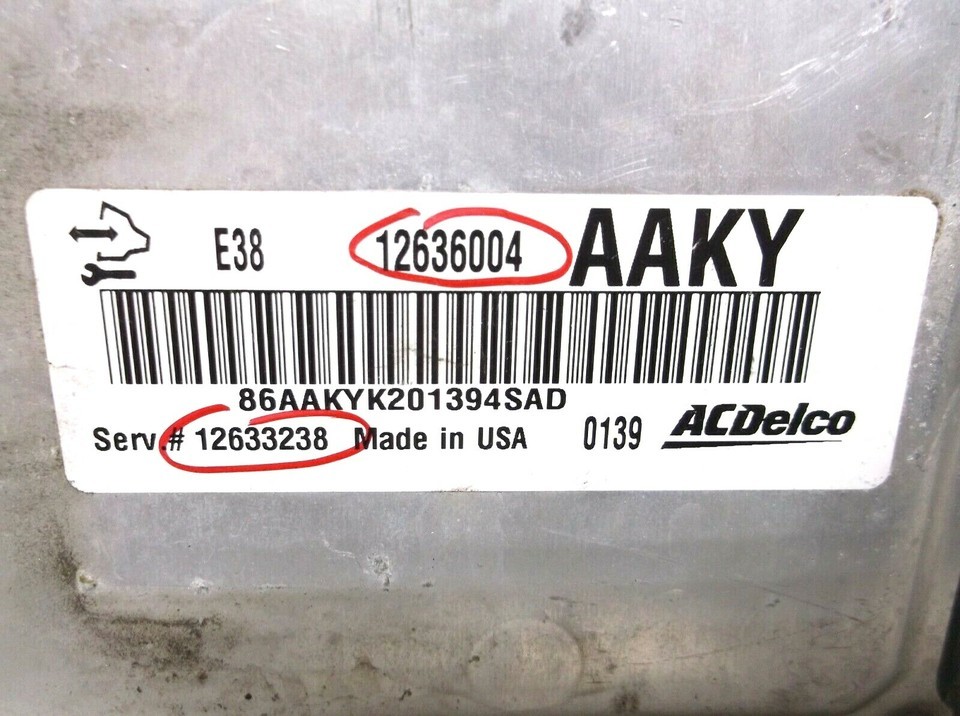 E38 12636004 AAKY
86AAKYK201394SAD
Serv.# 12633238 Made in USA 0139 ACDelco